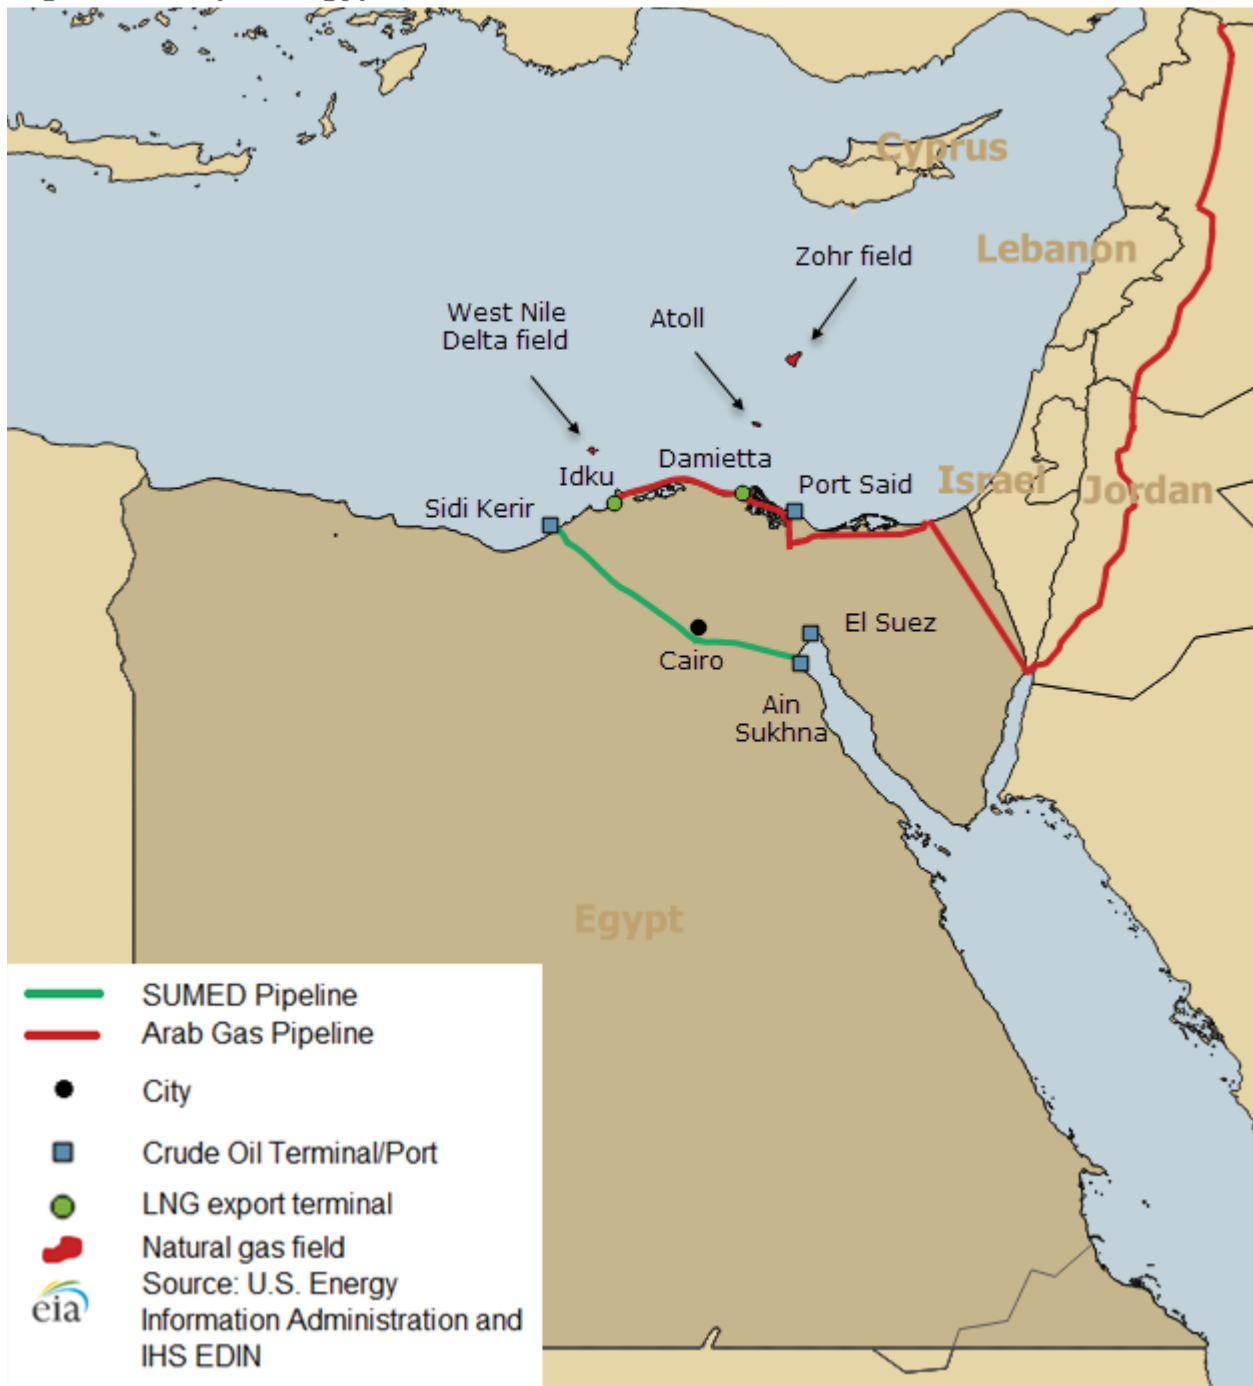 Cyprus
Lebanon
Zohr field
West Nile
Delta field
Atoll
Damietta
Idku
Port Said
Israel
Jordan
Sidi Kerir
El Suez
Cairo
Ain
Sukhna
Egypt
SUMED Pipeline
Arab Gas Pipeline
City
Crude Oil Terminal/Port
LNG export terminal
Natural gas field
eia
Source: U.S. Energy
Information Administration and
IHS EDIN